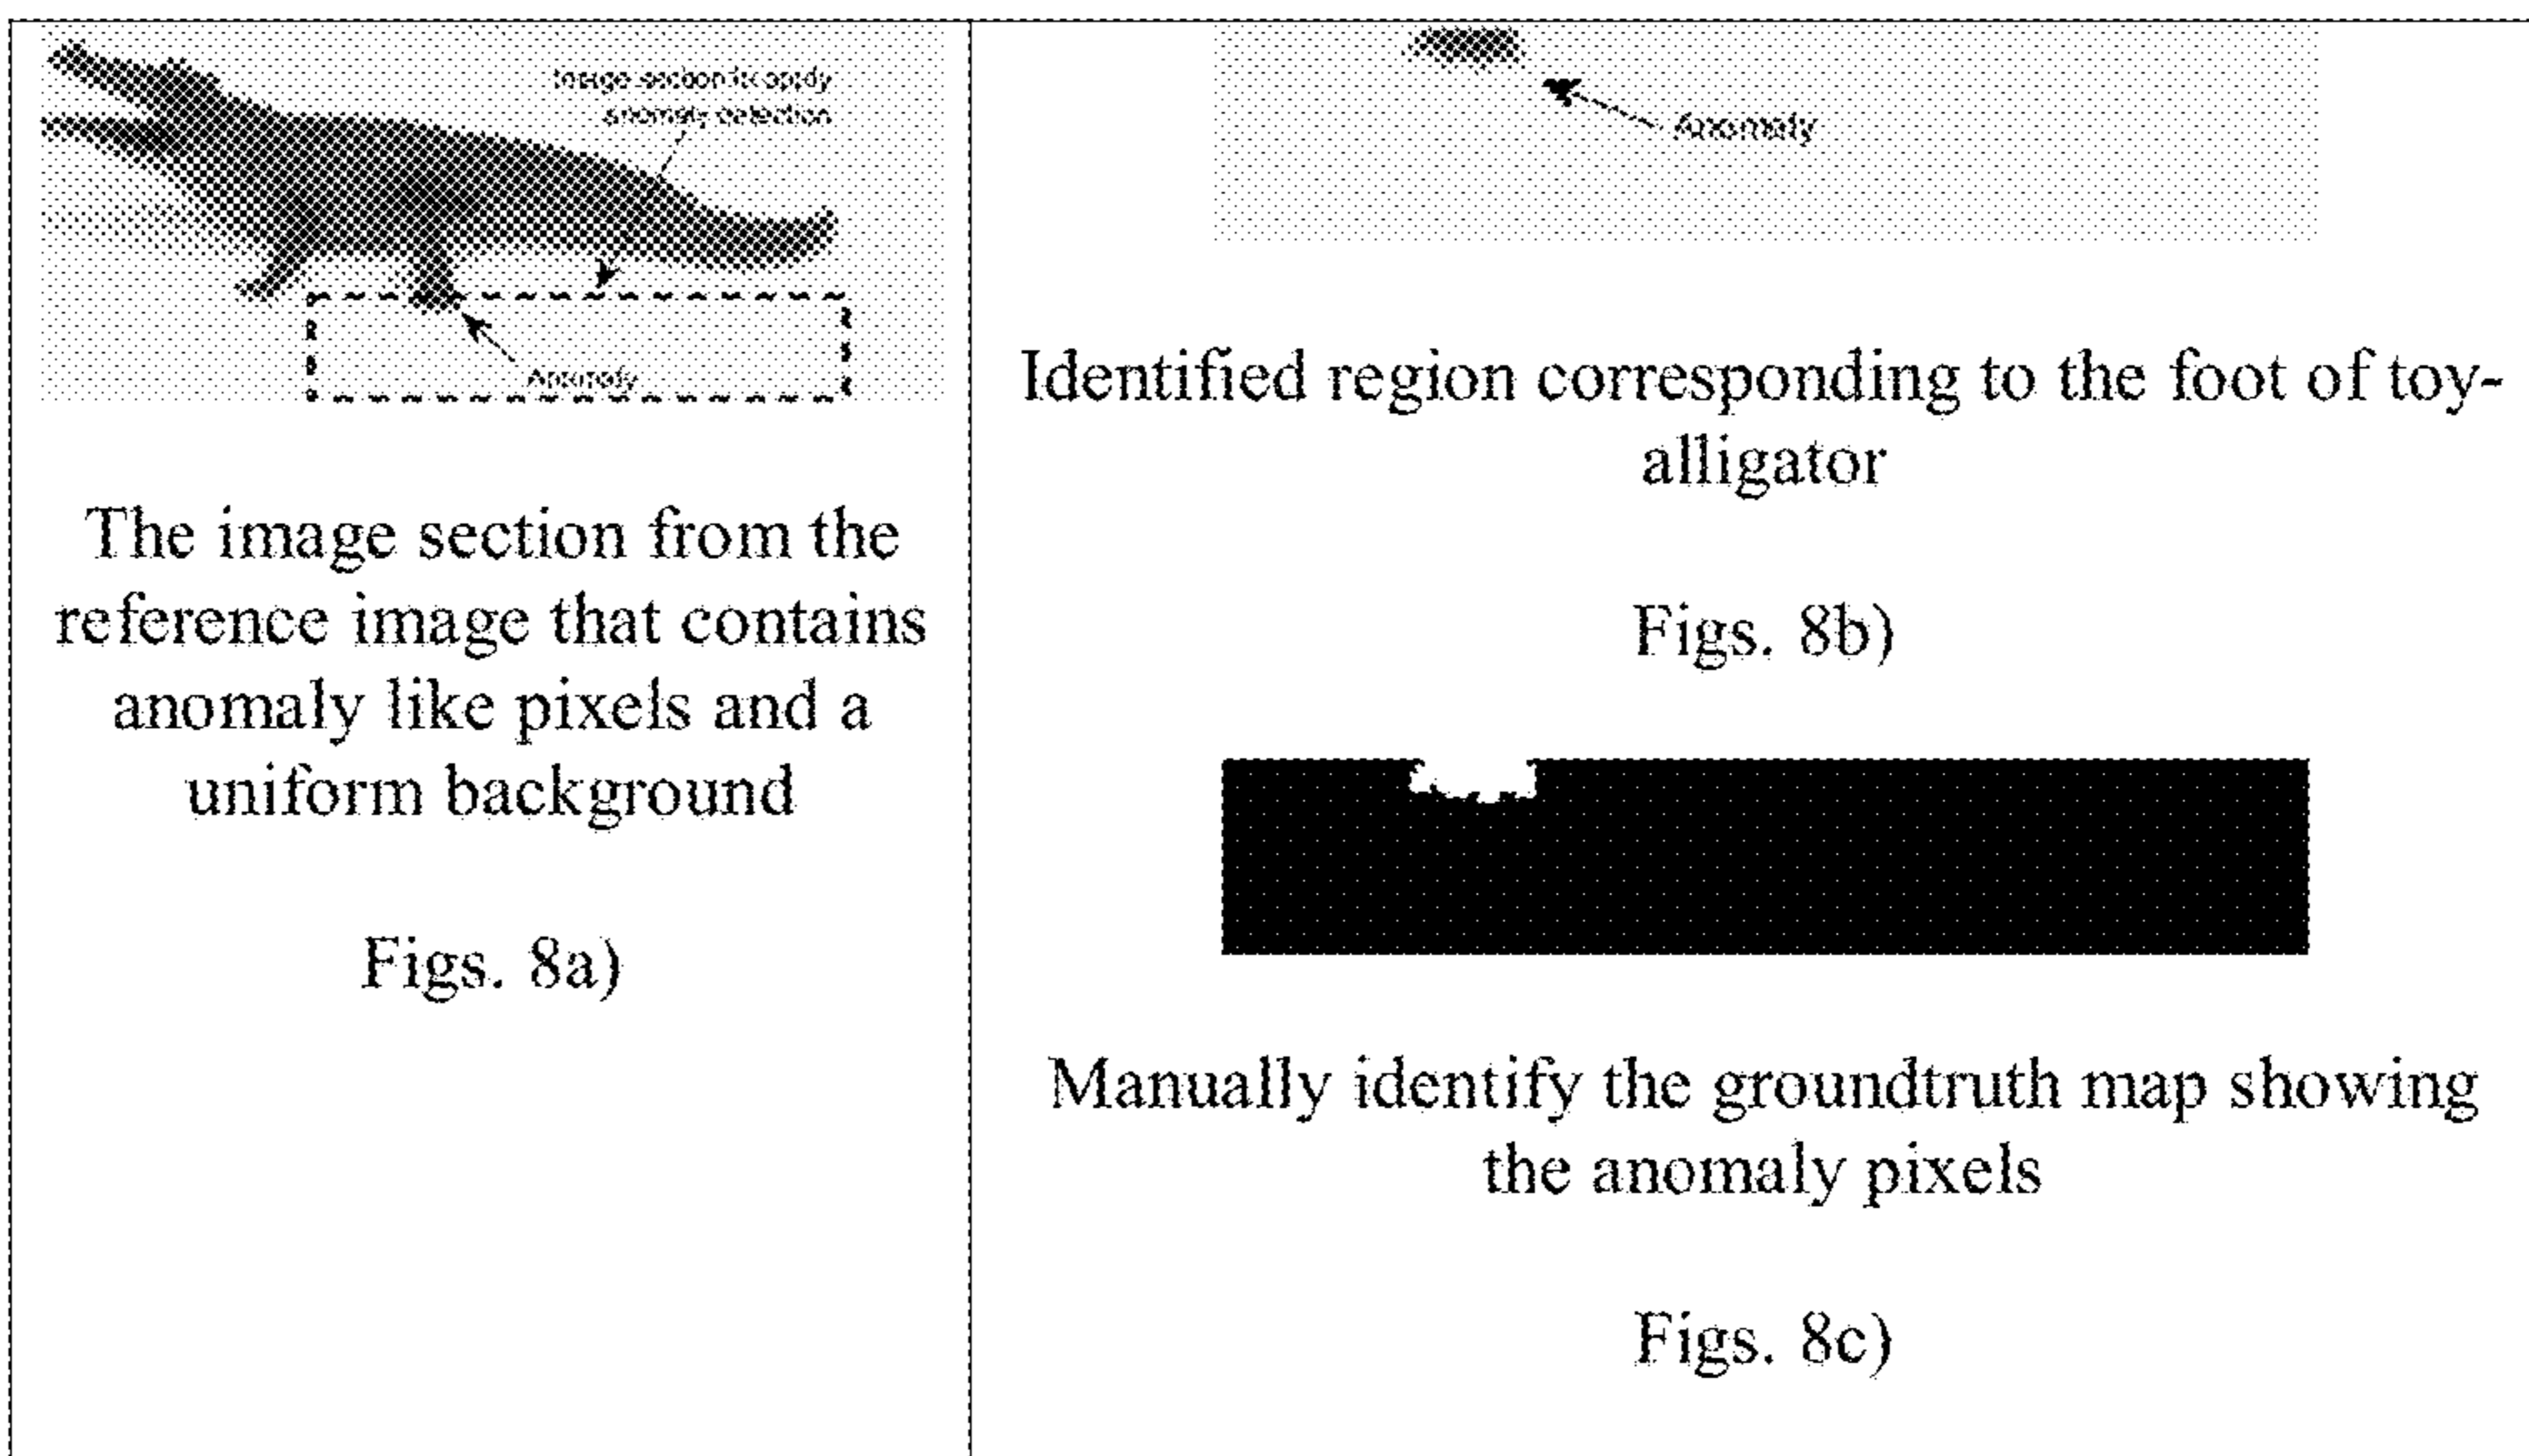 Image section to apply
anomaly detection
Anomaly
The image section from the
reference image that contains
anomaly like pixels and a
uniform background
Figs. 8a)
Anomaly
Identified region corresponding to the foot of toy-
alligator
Figs. 8b)
Manually identify the groundtruth map showing
the anomaly pixels
Figs. 8c)